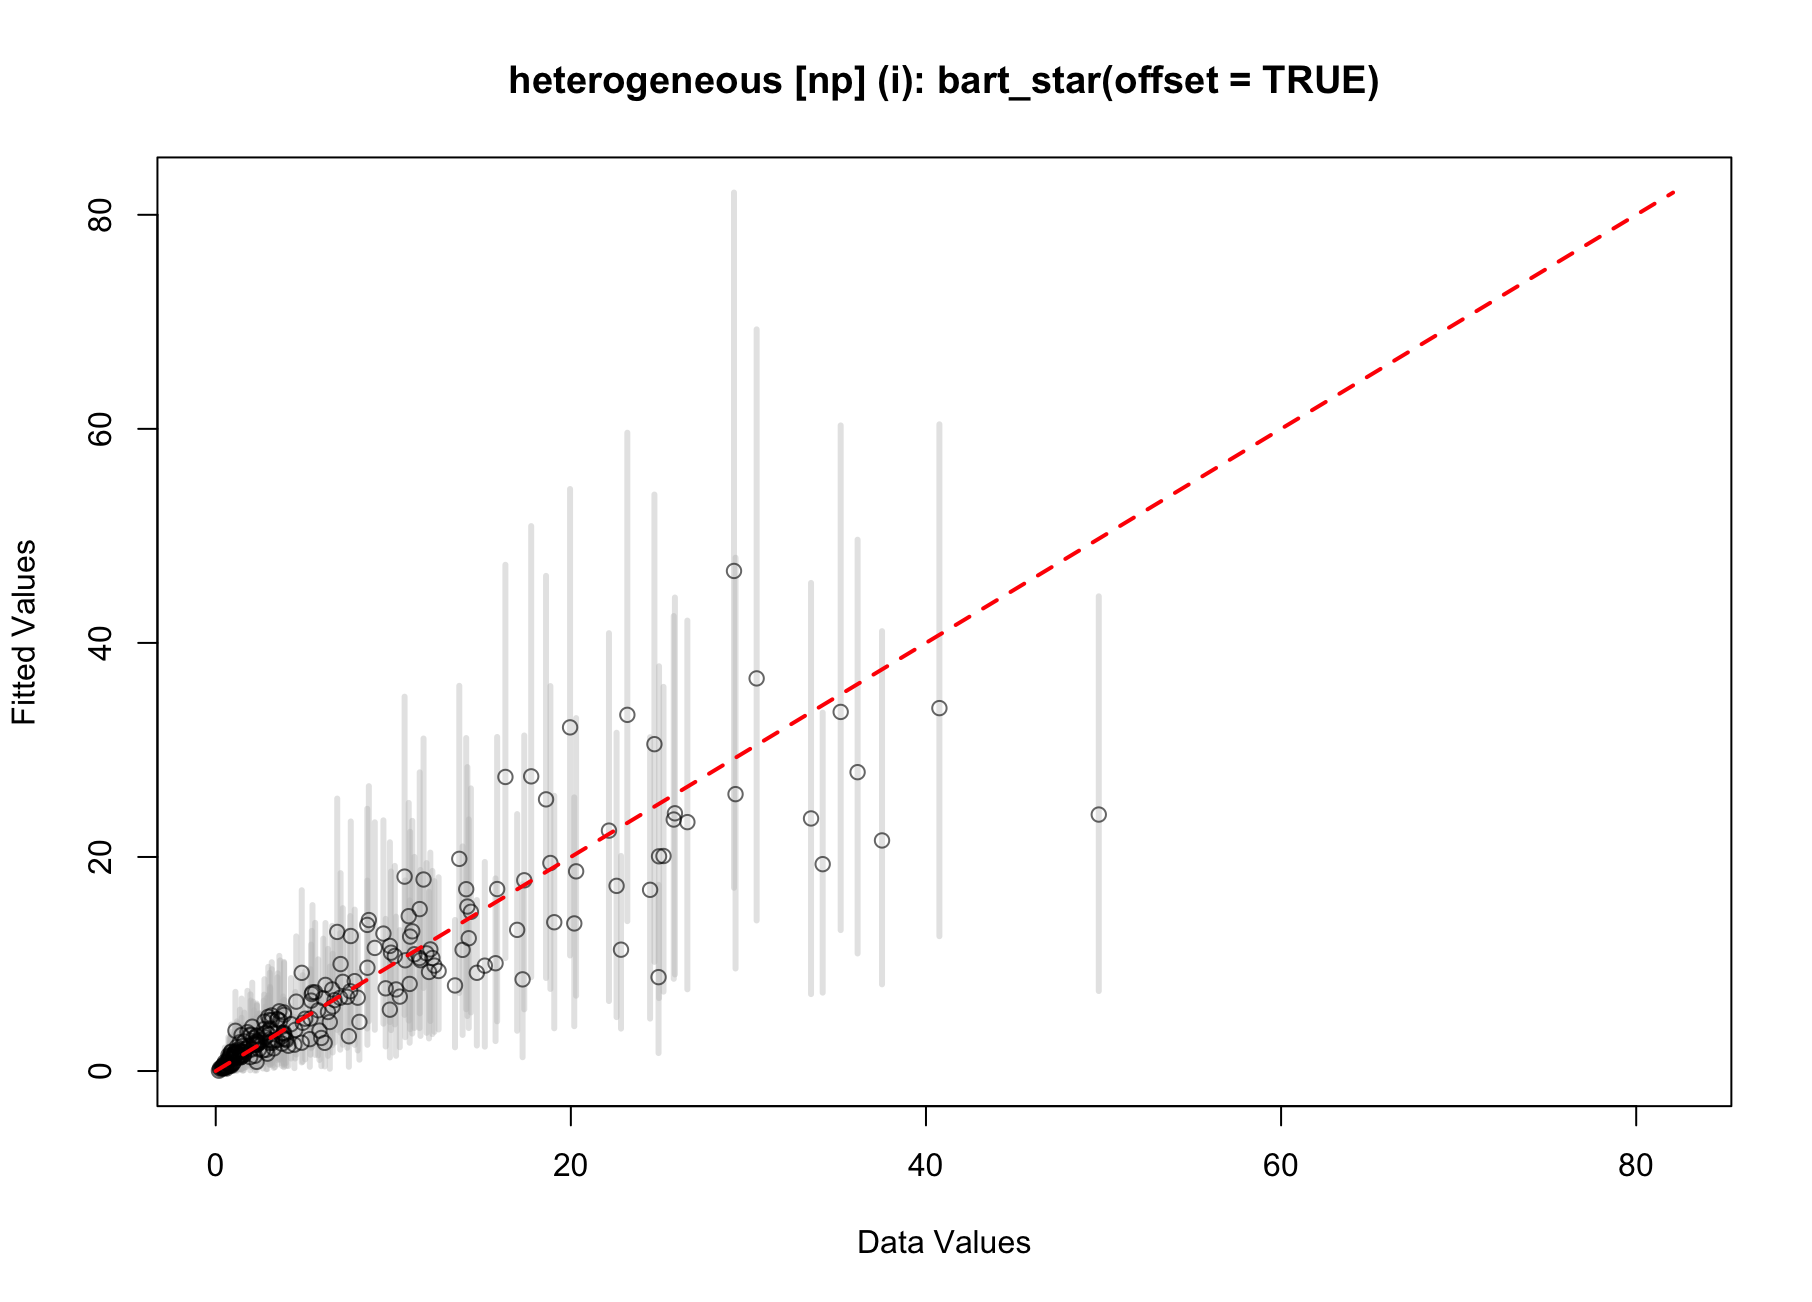 heterogeneous [np] (i): bart_star(offset = TRUE)
Fitted Values
80
60
40
20
0
0 20 40 60 80
Data Values